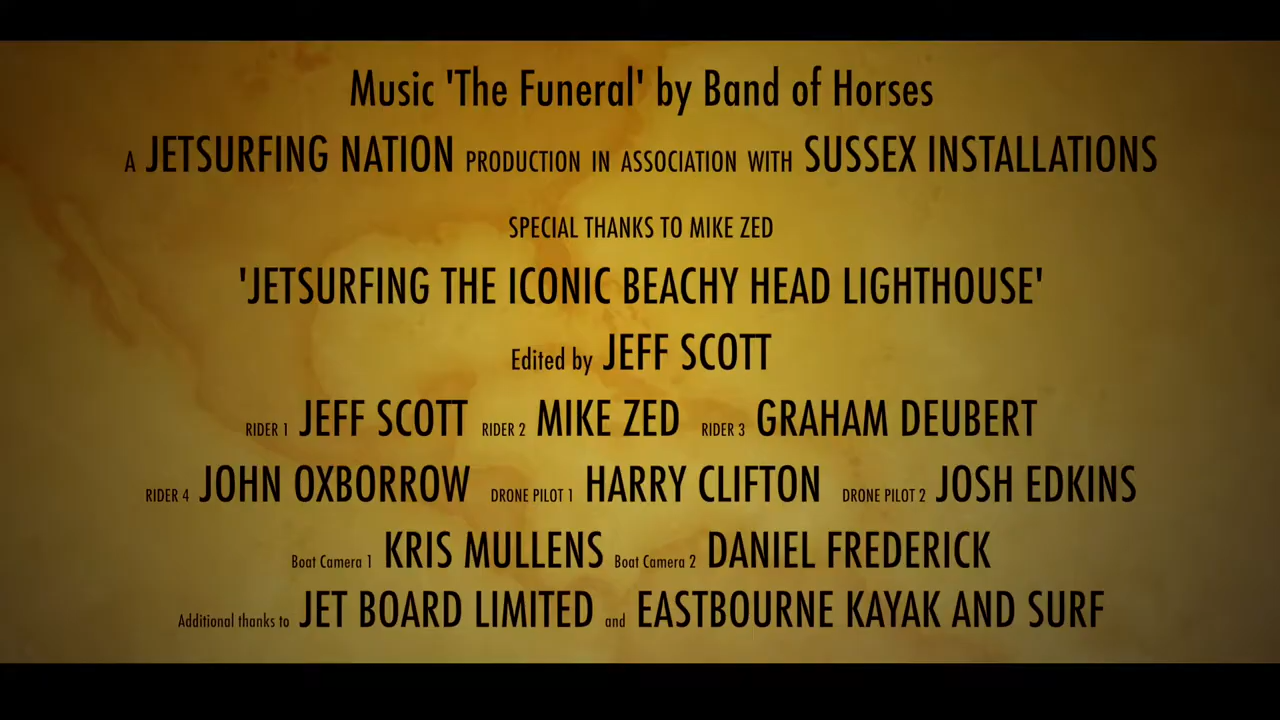 Music 'The Funeral' by Band of Horses
A JETSURFING NATION PRODUCTION IN ASSOCIATION WITH SUSSEX INSTALLATIONS
SPECIAL THANKS TO MIKE ZED
'JETSURFING THE ICONIC BEACHY HEAD LIGHTHOUSE'
Edited by JEFF SCOTT
RIDER 1 JEFF SCOTT RIDER 2 MIKE ZED RIDER 3 GRAHAM DEUBERT
RIDER 4 JOHN OXBORROW DRONE PILOT 1 HARRY CLIFTON DRONE PILOT 2 JOSH EDKINS
Boat Camera 1 KRIS MULLENS Boat Camera 2 DANIEL FREDERICK
Additional thanks to JET BOARD LIMITED and EASTBOURNE KAYAK AND SURF